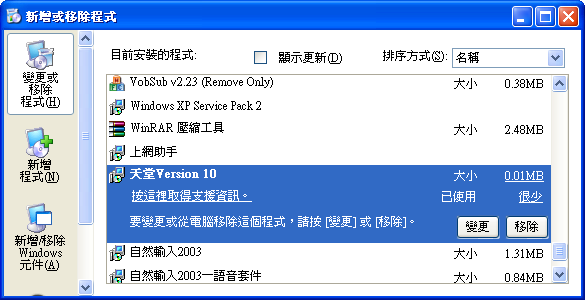 新增或移除程式
變更或
移除
程式(H)
新增
程式(N)
新增/移除
Windows
元件(A)
目前安裝的程式:
顯示更新(D)
排序方式(S):
名稱
VobSub v2.23 (Remove Only) 大小 0.38MB
Windows XP Service Pack 2
WinRAR 壓縮工具 大小 2.48MB
上網助手
天堂Version 10 大小 0.01MB
按這裡取得支援資訊。 已使用 很少
要變更或從電腦移除這個程式，請按 [變更] 或 [移除]。 變更 移除
自然輸入2003 大小 1.31MB
自然輸入2003—語音套件 大小 0.84MB